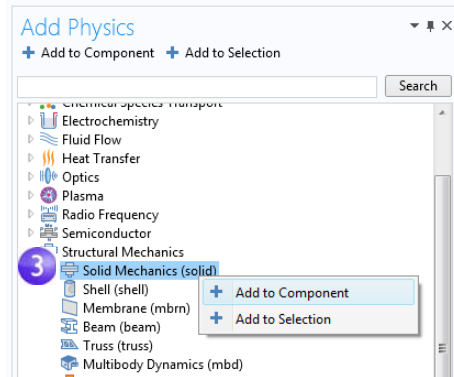 Add Physics
Add to Component Add to Selection
Search
Chemical Species Transport
Electrochemistry
Fluid Flow
Heat Transfer
Optics
Plasma
Radio Frequency
Semiconductor
Structural Mechanics
3 Solid Mechanics (solid)
Shell (shell) Add to Component
Membrane (mbrn)
Beam (beam) Add to Selection
Truss (truss)
Multibody Dynamics (mbd)